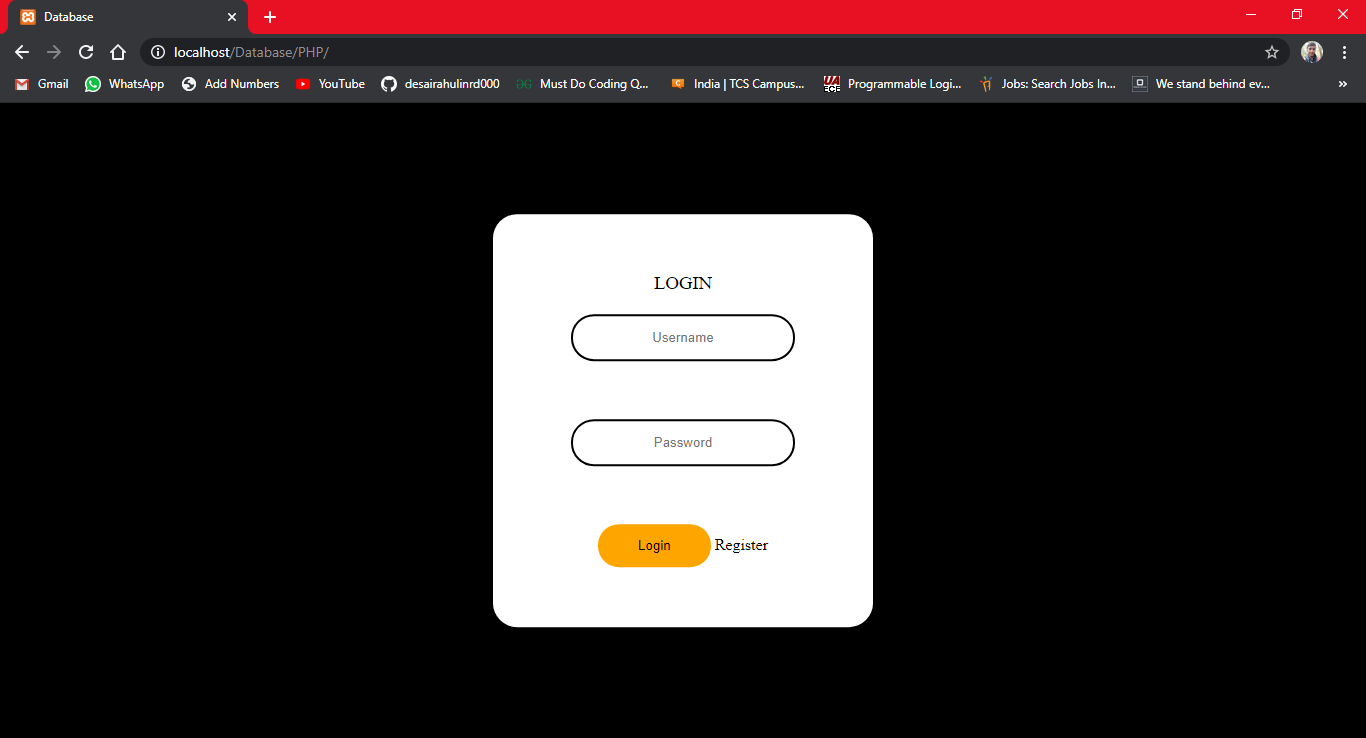 Database
localhost/Database/PHP/
Gmail WhatsApp Add Numbers YouTube desairahulinrd000 Must Do Coding Q... India | TCS Campus... Programmable Logi... Jobs: Search Jobs In... We stand behind ev... »
LOGIN
Username
Password
Login Register